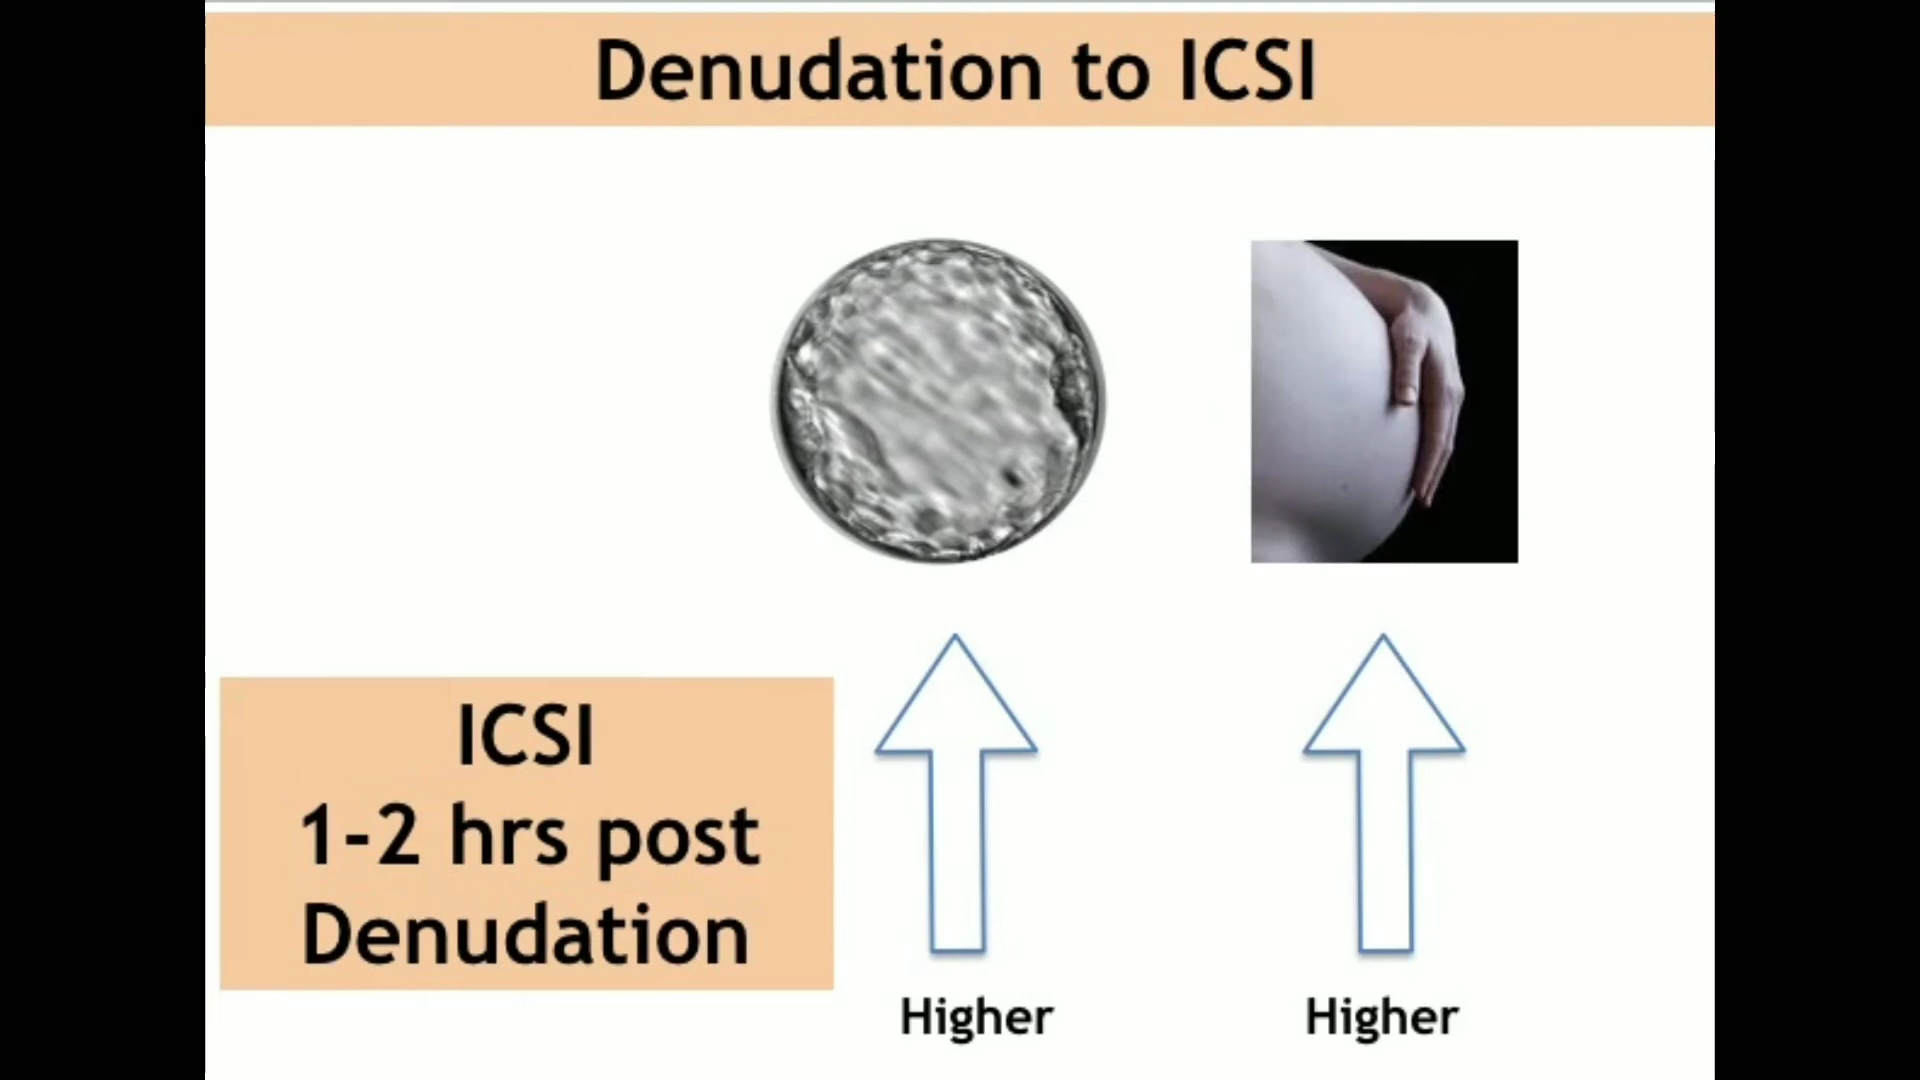 Denudation to ICSI
ICSI
1-2 hrs post
Denudation
Higher
Higher